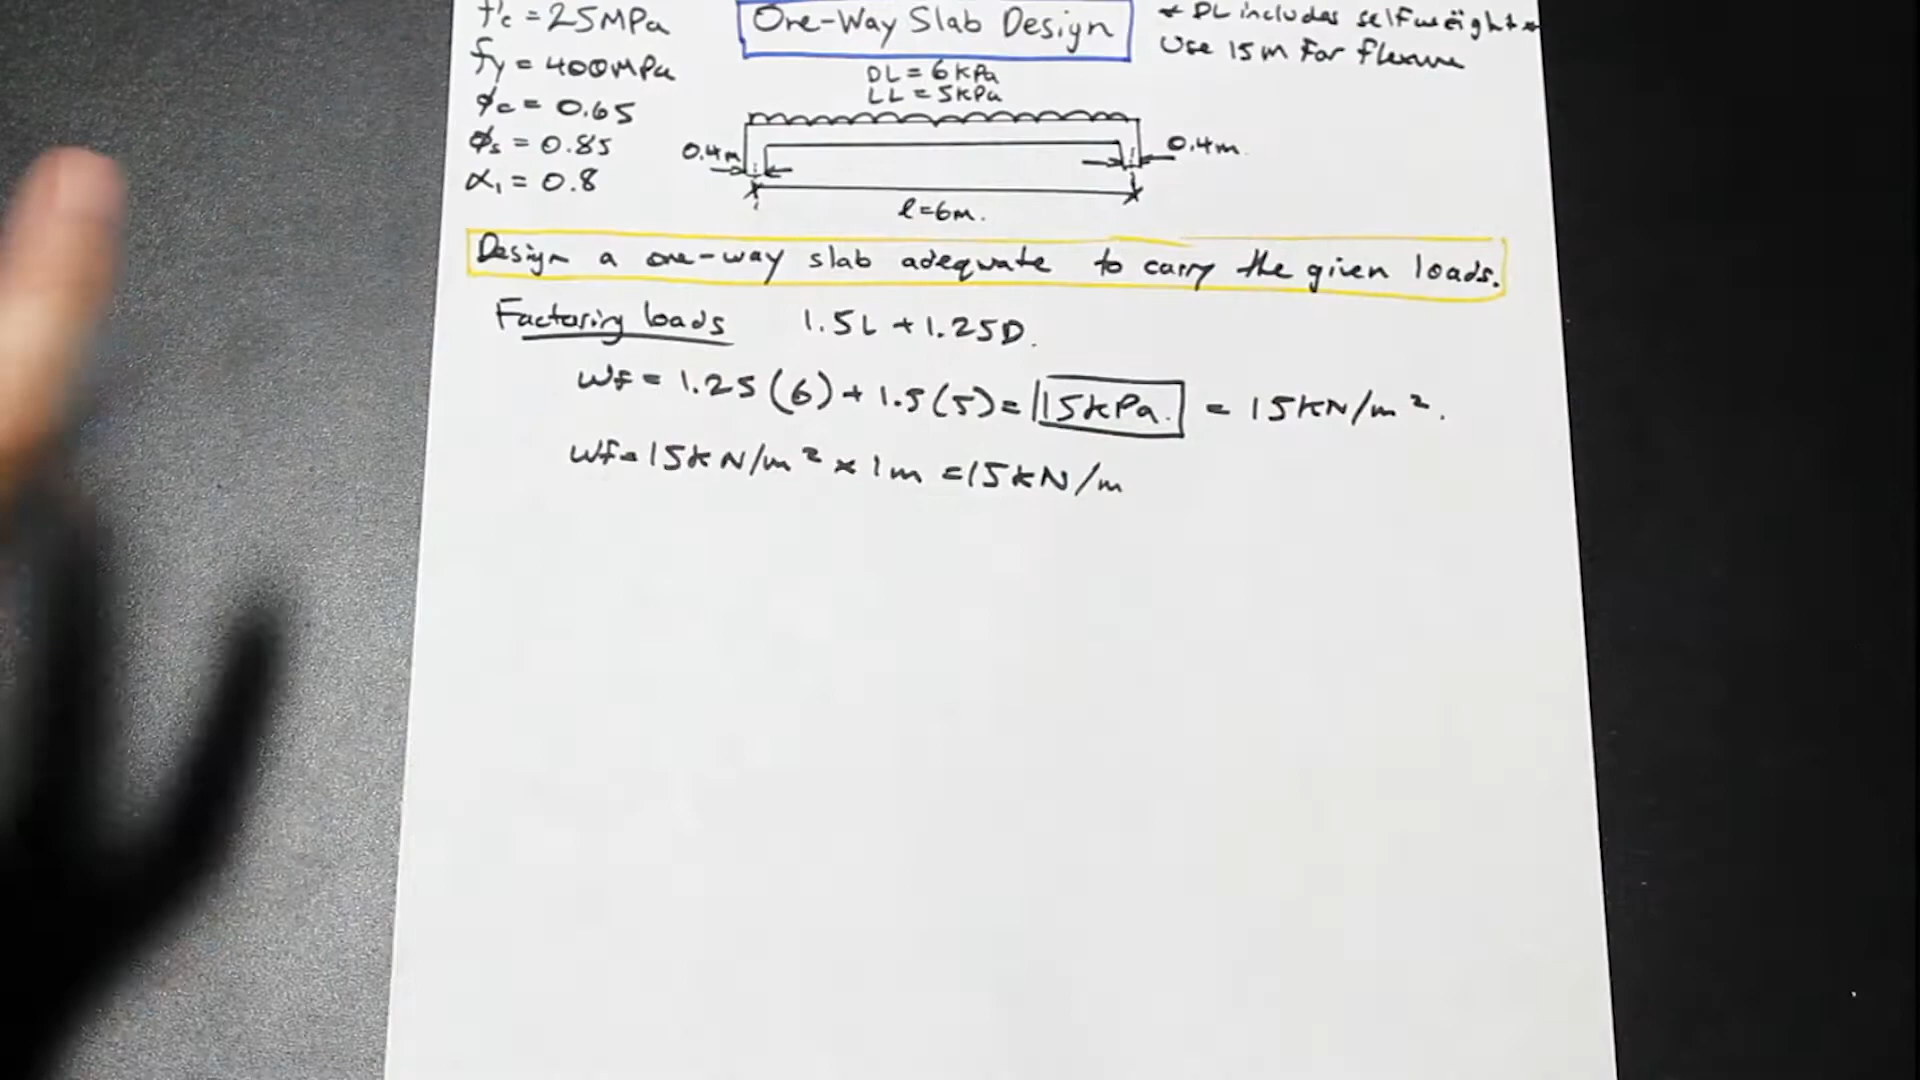 f'c = 25MPa
fy = 400MPa
φc = 0.65
φs = 0.85
α1 = 0.8
One-Way Slab Design
* DL includes selfweight *
Use 15M for flexure
DL = 6kPa
LL = 5kPa
0.4m
0.4m.
l=6m.
Design a one-way slab adequate to carry the given loads.
Factoring loads 1.5L + 1.25D.
Wf = 1.25(6) + 1.5(5) = 15kPa. = 15kN/m².
Wf = 15kN/m² × 1m = 15kN/m